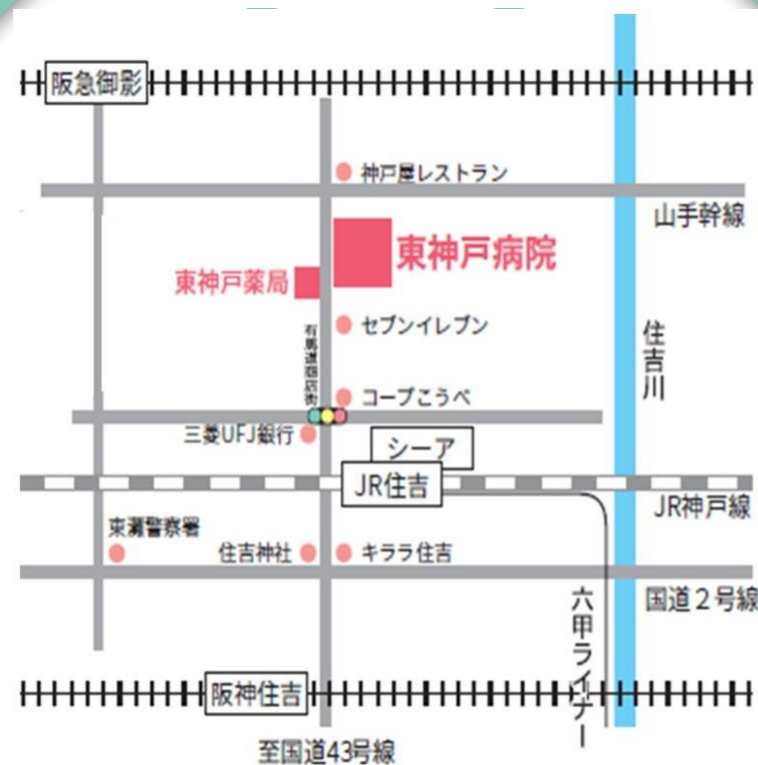 阪急御影
神戸屋レストラン
山手幹線
東神戸病院
東神戸薬局
セブンイレブン
有馬道商店街
住吉川
コープこうべ
三菱UFJ銀行
シーア
JR住吉
JR神戸線
東灘警察署
住吉神社
キララ住吉
国道2号線
六甲ライナー
阪神住吉
至国道43号線